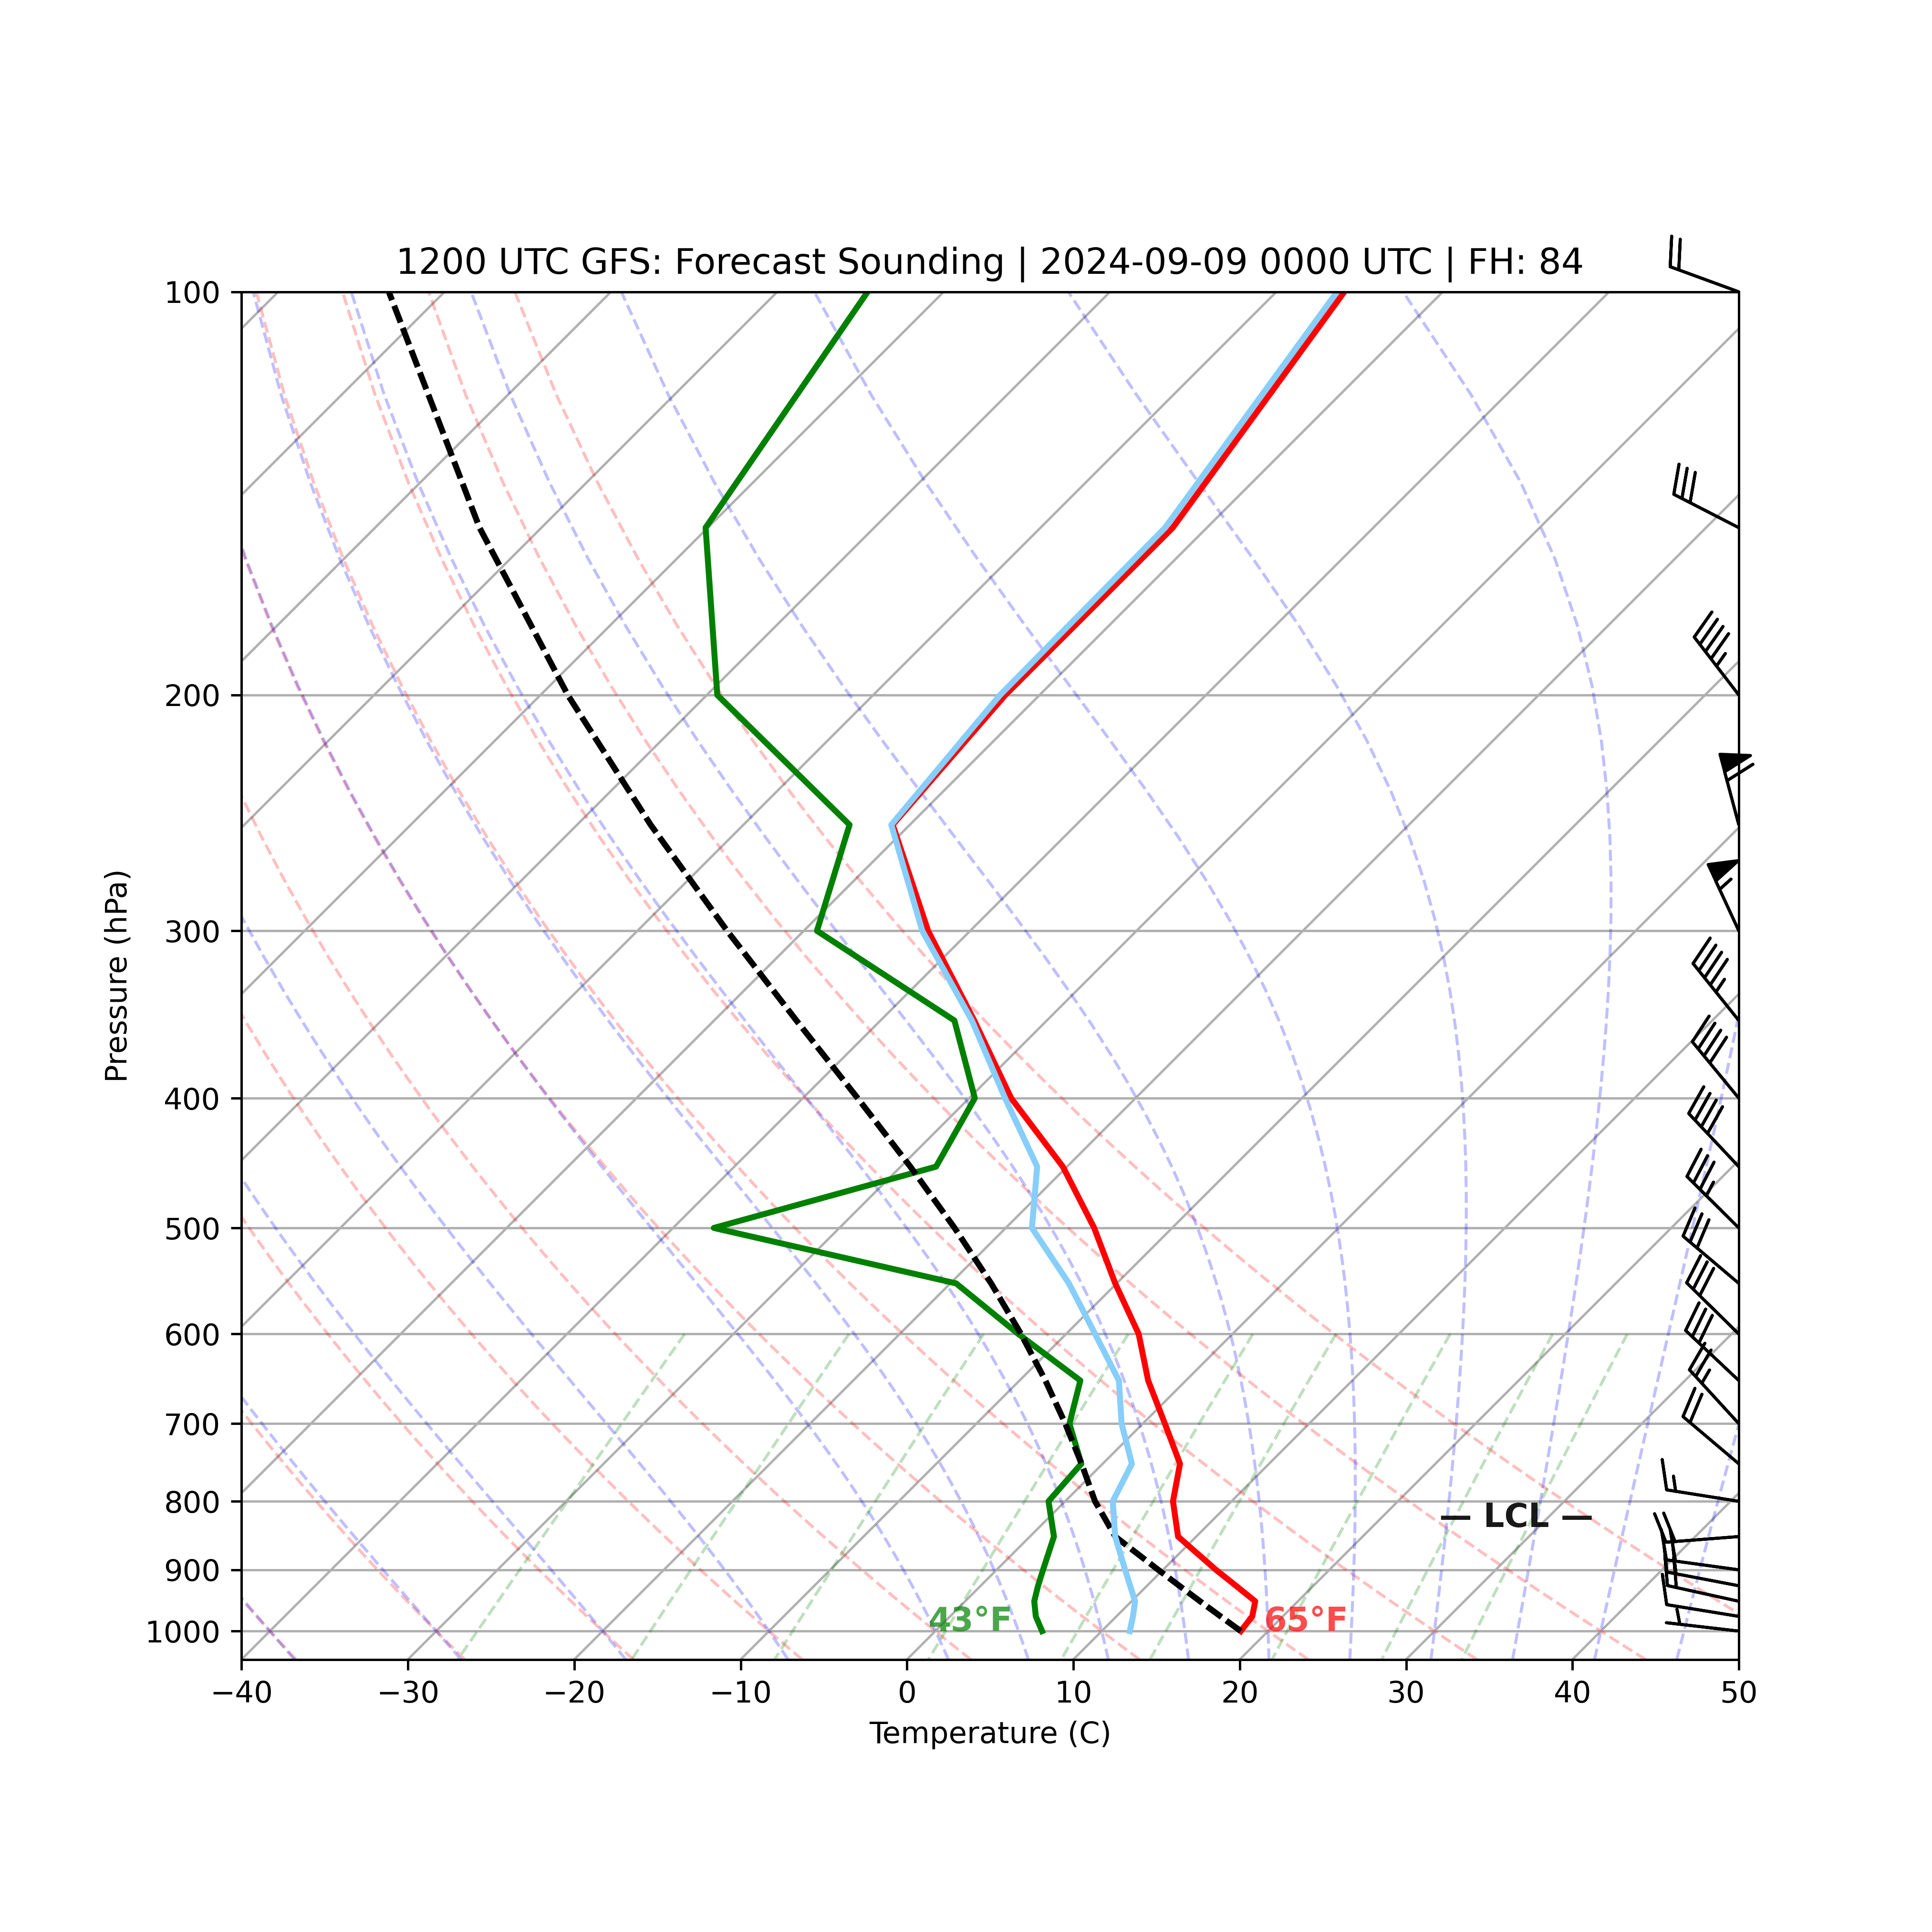 1200 UTC GFS: Forecast Sounding | 2024-09-09 0000 UTC | FH: 84
100
200
300
400
500
600
700
800
900
1000
Pressure (hPa)
— LCL —
43°F
65°F
−40 −30 −20 −10 0 10 20 30 40 50
Temperature (C)